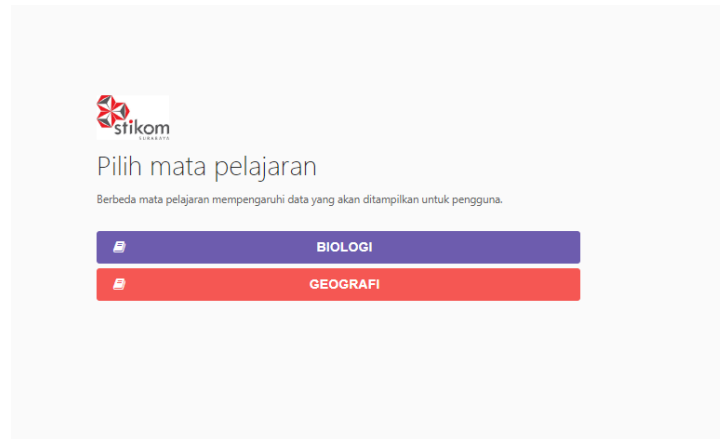 stikom
SURABAYA
Pilih mata pelajaran
Berbeda mata pelajaran mempengaruhi data yang akan ditampilkan untuk pengguna.
BIOLOGI
GEOGRAFI